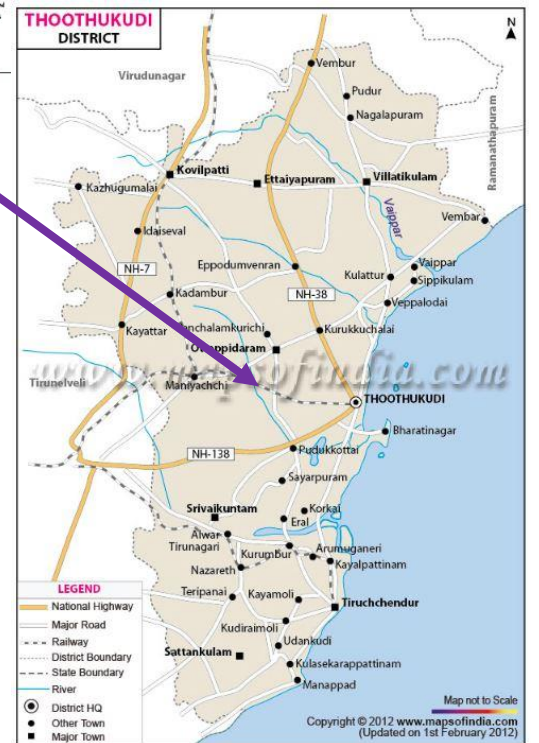 THOOTHUKUDI
DISTRICT
N
Virudunagar
Vembur
Pudur
Nagalapuram
Ramanathapuram
Kovilpatti
Ettaiyapuram
Villatikulam
Kazhugumalai
Vaippar
Vembar
Idaiseval
Eppodumvenran
Vaippar
NH-7
Kulattur
Sippikulam
Kadambur
NH-38
Veppalodai
Kayattar
anchalamkurichi
Kurukkuchalai
Ottappidaram
www.mapsofindia.com
Tirunelveli
Maniyachchi
THOOTHUKUDI
Bharatinagar
NH-138
Pudukkottai
Sayarpuram
Srivaikuntam
Korkai
Eral
Alwar
Tirunagari
Kurumbur
Arumuganeri
Kayalpattinam
Nazareth
Teripanai
Kayamoli
Tiruchchendur
Kudiraimoli
Udankudi
Sattankulam
Kulasekarappattinam
Manappad
LEGEND
National Highway
Major Road
Railway
District Boundary
State Boundary
River
District HQ
Other Town
Major Town
Map not to Scale
Copyright © 2012 www.mapsofindia.com
(Updated on 1st February 2012)